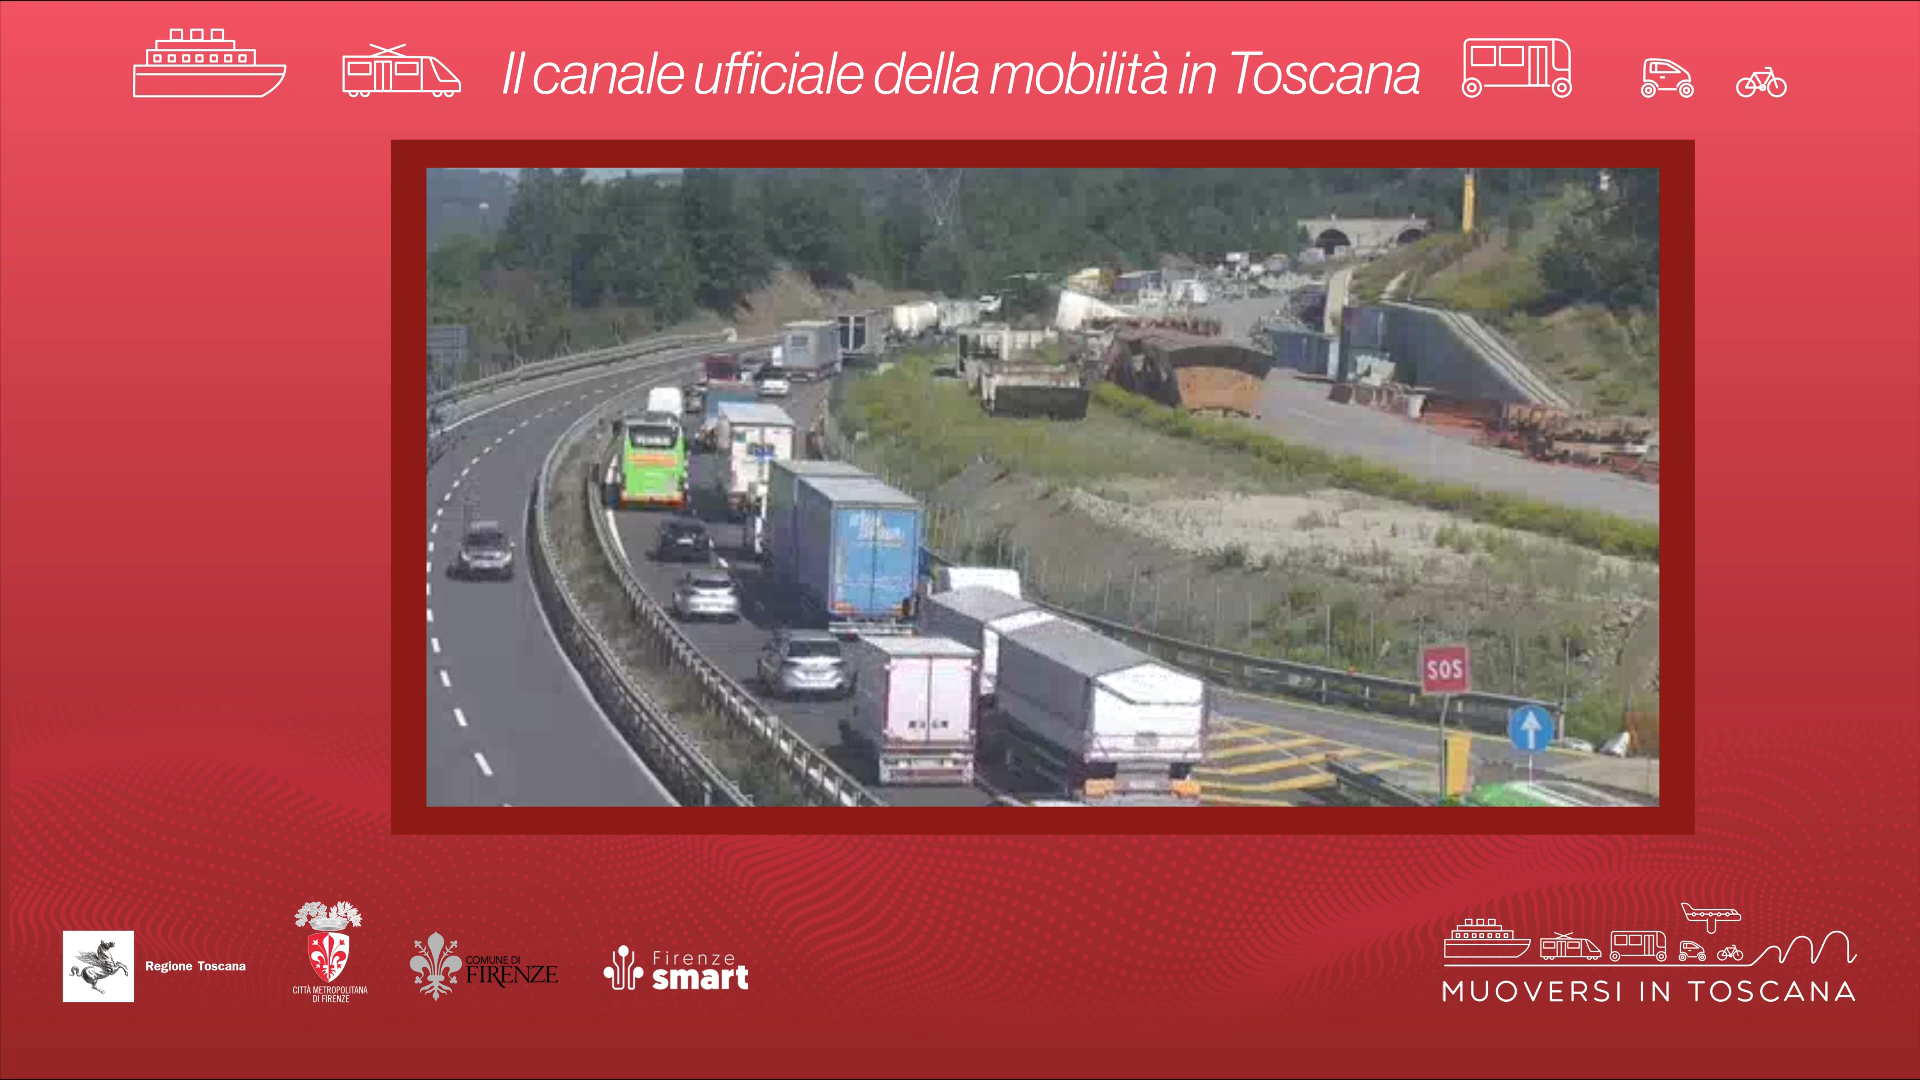 Il canale ufficiale della mobilità in Toscana
SOS
Regione Toscana
CITTÀ METROPOLITANA
DI FIRENZE
COMUNE DI
FIRENZE
Firenze
smart
MUOVERSI IN TOSCANA